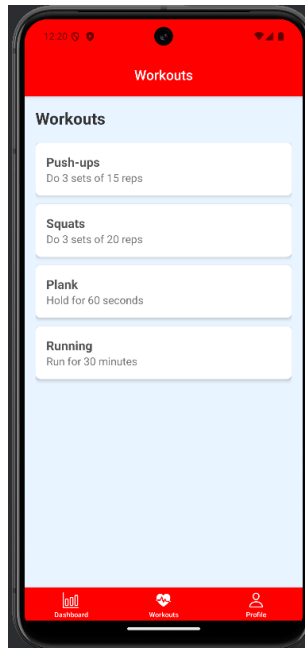 12:20
Workouts
Workouts
Push-ups
Do 3 sets of 15 reps
Squats
Do 3 sets of 20 reps
Plank
Hold for 60 seconds
Running
Run for 30 minutes
Dashboard Workouts Profile